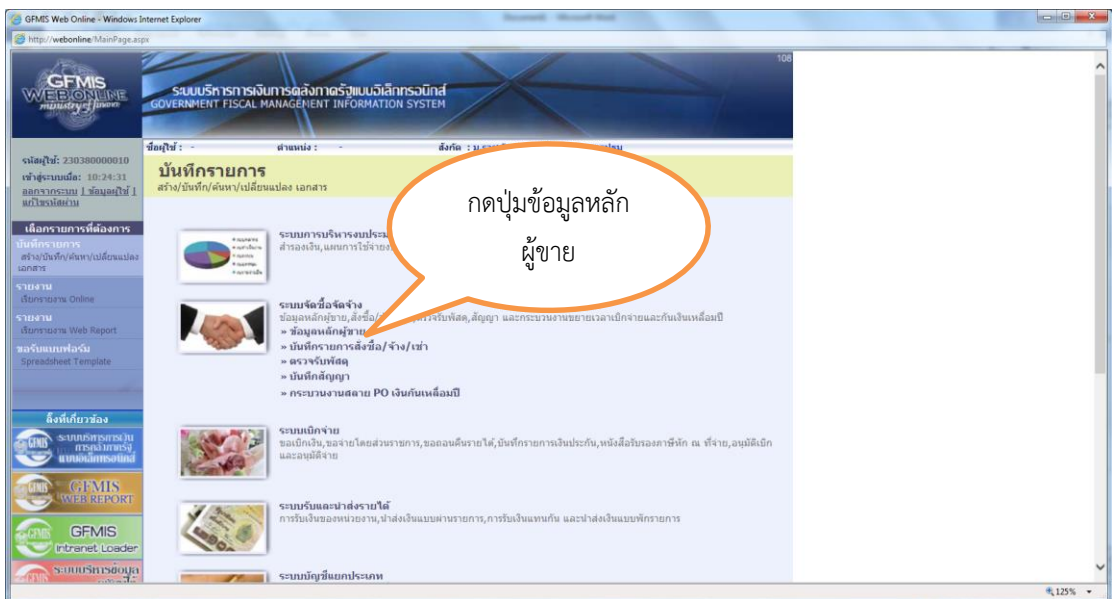 GFMIS Web Online - Windows Internet Explorer
http://webonline/MainPage.aspx
108
GFMIS
WEB ONLINE
ministry of finance
ระบบบริหารการเงินการคลังภาครัฐแบบอิเล็กทรอนิกส์
GOVERNMENT FISCAL MANAGEMENT INFORMATION SYSTEM
ชื่อผู้ใช้ : - ตำแหน่ง : - สังกัด :
รหัสผู้ใช้: 230380000010
เข้าสู่ระบบเมื่อ: 10:24:31
ออกจากระบบ | ข้อมูลผู้ใช้ |
แก้ไขรหัสผ่าน
บันทึกรายการ
สร้าง/บันทึก/ค้นหา/เปลี่ยนแปลง เอกสาร
กดปุ่มข้อมูลหลัก
ผู้ขาย
เลือกรายการที่ต้องการ
บันทึกรายการ
สร้าง/บันทึก/ค้นหา/เปลี่ยนแปลง
เอกสาร
รายงาน
เรียกรายงาน Online
รายงาน
เรียกรายงาน Web Report
ขอรับแบบฟอร์ม
Spreadsheet Template
ลิ้งที่เกี่ยวข้อง
ระบบบริหารการเงิน
การคลังภาครัฐ
แบบอิเล็กทรอนิกส์
GFMIS
WEB REPORT
GFMIS
Intranet Loader
ระบบบริหารข้อมูล
ระบบการบริหารงบประม
สำรองเงิน,แผนการใช้จ่ายง
ระบบจัดซื้อจัดจ้าง
ข้อมูลหลักผู้ขาย,สั่งซื้อ/ ตรวจรับพัสดุ,สัญญา และกระบวนงานขยายเวลาเบิกจ่ายและกันเงินเหลื่อมปี
» ข้อมูลหลักผู้ขาย
» บันทึกรายการสั่งซื้อ/จ้าง/เช่า
» ตรวจรับพัสดุ
» บันทึกสัญญา
» กระบวนงานสลาย PO เงินกันเหลื่อมปี
ระบบเบิกจ่าย
ขอเบิกเงิน,ขอจ่ายโดยส่วนราชการ,ขอถอนคืนรายได้,บันทึกรายการเงินประกัน,หนังสือรับรองภาษีหัก ณ ที่จ่าย,อนุมัติเบิก
และอนุมัติจ่าย
ระบบรับและนำส่งรายได้
การรับเงินของหน่วยงาน,นำส่งเงินแบบผ่านรายการ,การรับเงินแทนกัน และนำส่งเงินแบบพักรายการ
ระบบบัญชีแยกประเภท
125%